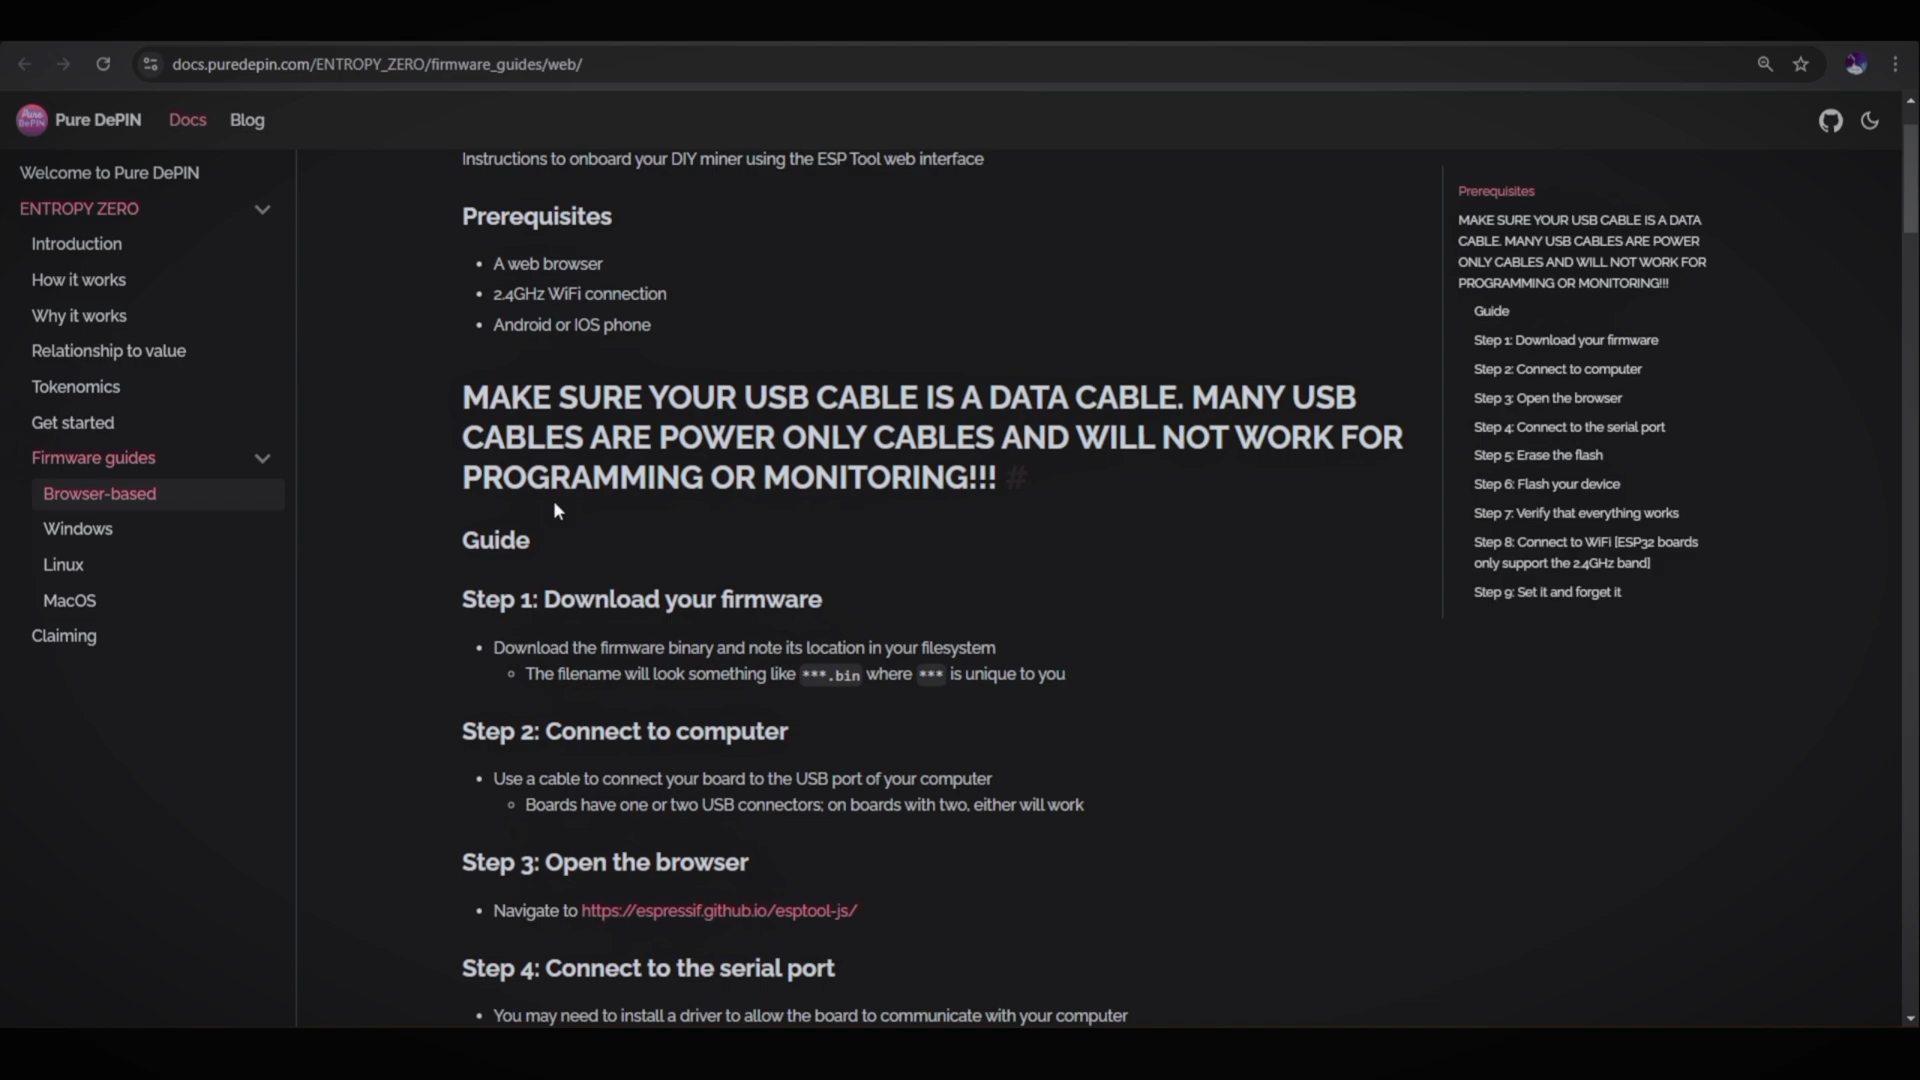 docs.puredepin.com/ENTROPY_ZERO/firmware_guides/web/
Pure DePIN
Pure DePIN
Docs
Blog
Welcome to Pure DePIN
ENTROPY ZERO
Introduction
How it works
Why it works
Relationship to value
Tokenomics
Get started
Firmware guides
Browser-based
Windows
Linux
MacOS
Claiming
Instructions to onboard your DIY miner using the ESP Tool web interface
Prerequisites
• A web browser
• 2.4GHz WiFi connection
• Android or IOS phone
MAKE SURE YOUR USB CABLE IS A DATA CABLE. MANY USB
CABLES ARE POWER ONLY CABLES AND WILL NOT WORK FOR
PROGRAMMING OR MONITORING!!! #
Guide
Step 1: Download your firmware
• Download the firmware binary and note its location in your filesystem
◦ The filename will look something like ***.bin where *** is unique to you
Step 2: Connect to computer
• Use a cable to connect your board to the USB port of your computer
◦ Boards have one or two USB connectors; on boards with two, either will work
Step 3: Open the browser
• Navigate to https://espressif.github.io/esptool-js/
Step 4: Connect to the serial port
• You may need to install a driver to allow the board to communicate with your computer
Prerequisites
MAKE SURE YOUR USB CABLE IS A DATA
CABLE. MANY USB CABLES ARE POWER
ONLY CABLES AND WILL NOT WORK FOR
PROGRAMMING OR MONITORING!!!
Guide
Step 1: Download your firmware
Step 2: Connect to computer
Step 3: Open the browser
Step 4: Connect to the serial port
Step 5: Erase the flash
Step 6: Flash your device
Step 7: Verify that everything works
Step 8: Connect to WiFi [ESP32 boards
only support the 2.4GHz band]
Step 9: Set it and forget it